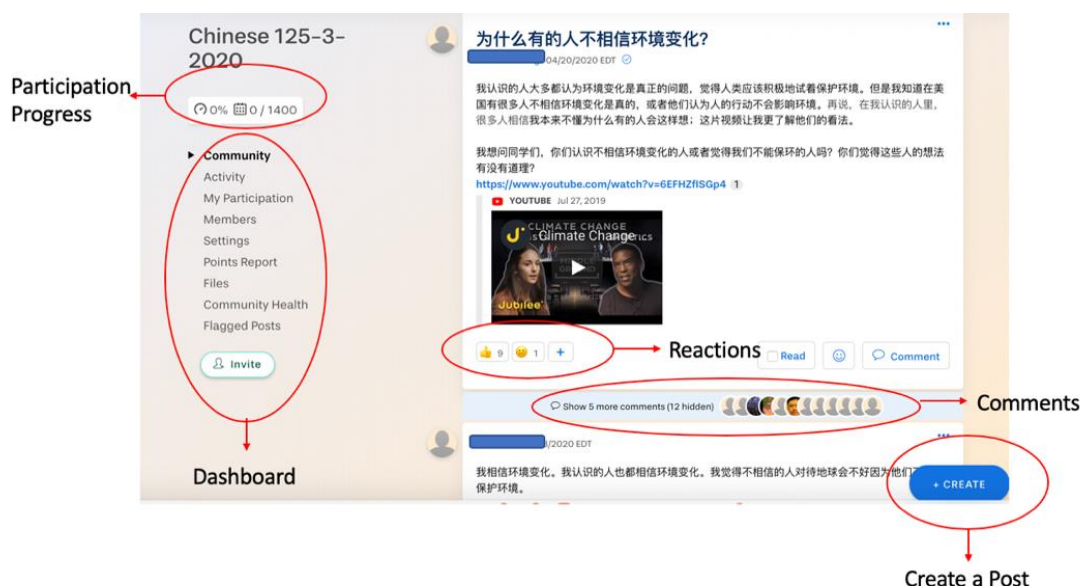 Participation
Progress
Chinese 125-3-
2020
0% 0 / 1400
Community
Activity
My Participation
Members
Settings
Points Report
Files
Community Health
Flagged Posts
Invite
Dashboard
为什么有的人不相信环境变化?
04/20/2020 EDT
我认识的人大多都认为环境变化是真正的问题，觉得人类应该积极地试着保护环境。但是我知道在美
国有很多人不相信环境变化是真的，或者他们认为人的行动不会影响环境。再说，在我认识的人里，
很多人相信我本来不懂为什么有的人会这样想；这片视频让我更了解他们的看法。
我想问同学们，你们认识不相信环境变化的人或者觉得我们不能保环的人吗？你们觉得这些人的想法
有没有道理?
https://www.youtube.com/watch?v=6EFHZfISGp4 1
YOUTUBE Jul 27, 2019
CLIMATE CHANGE
Climate Change
MIDDLE
GROUND
Jubilee
9 1 +
Reactions
Read
Comment
Show 5 more comments (12 hidden)
Comments
/2020 EDT
我相信环境变化。我认识的人也都相信环境变化。我觉得不相信的人对待地球会不好因为他们
保护环境。
+ CREATE
Create a Post